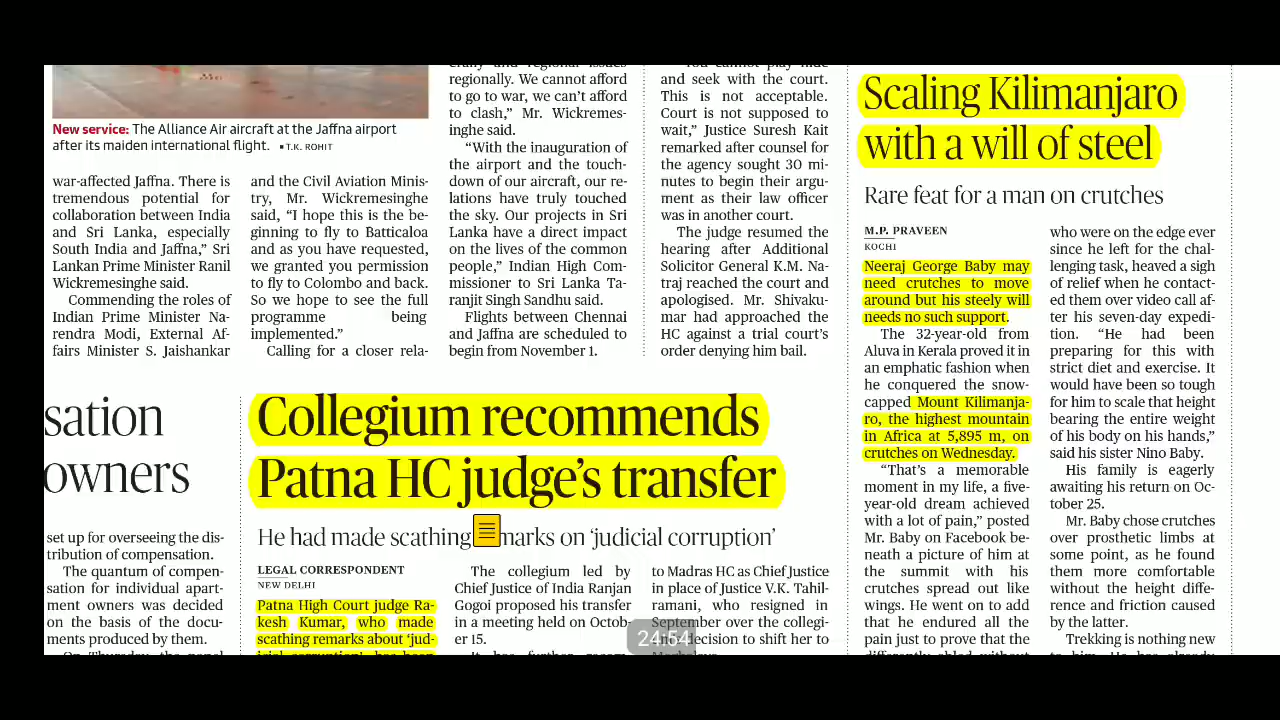 New service: The Alliance Air aircraft at the Jaffna airport
after its maiden international flight. ■ T.K. ROHIT
war-affected Jaffna. There is
tremendous potential for
collaboration between India
and Sri Lanka, especially
South India and Jaffna,” Sri
Lankan Prime Minister Ranil
Wickremesinghe said.
Commending the roles of
Indian Prime Minister Na-
rendra Modi, External Af-
fairs Minister S. Jaishankar
and the Civil Aviation Minis-
try, Mr. Wickremesinghe
said, “I hope this is the be-
ginning to fly to Batticaloa
and as you have requested,
we granted you permission
to fly to Colombo and back.
So we hope to see the full
programme being
implemented.”
Calling for a closer rela-
regionally. We cannot afford
to go to war, we can’t afford
to clash,” Mr. Wickremes-
inghe said.
“With the inauguration of
the airport and the touch-
down of our aircraft, our re-
lations have truly touched
the sky. Our projects in Sri
Lanka have a direct impact
on the lives of the common
people,” Indian High Com-
missioner to Sri Lanka Ta-
ranjit Singh Sandhu said.
Flights between Chennai
and Jaffna are scheduled to
begin from November 1.
and seek with the court.
This is not acceptable.
Court is not supposed to
wait,” Justice Suresh Kait
remarked after counsel for
the agency sought 30 mi-
nutes to begin their argu-
ment as their law officer
was in another court.
The judge resumed the
hearing after Additional
Solicitor General K.M. Na-
traj reached the court and
apologised. Mr. Shivaku-
mar had approached the
HC against a trial court’s
order denying him bail.
Scaling Kilimanjaro
with a will of steel
Rare feat for a man on crutches
M.P. PRAVEEN
KOCHI
Neeraj George Baby may
need crutches to move
around but his steely will
needs no such support.
The 32-year-old from
Aluva in Kerala proved it in
an emphatic fashion when
he conquered the snow-
capped Mount Kilimanja-
ro, the highest mountain
in Africa at 5,895 m, on
crutches on Wednesday.
“That’s a memorable
moment in my life, a five-
year-old dream achieved
with a lot of pain,” posted
Mr. Baby on Facebook be-
neath a picture of him at
the summit with his
crutches spread out like
wings. He went on to add
that he endured all the
pain just to prove that the
differently abled without
who were on the edge ever
since he left for the chal-
lenging task, heaved a sigh
of relief when he contact-
ed them over video call af-
ter his seven-day expedi-
tion. “He had been
preparing for this with
strict diet and exercise. It
would have been so tough
for him to scale that height
bearing the entire weight
of his body on his hands,”
said his sister Nino Baby.
His family is eagerly
awaiting his return on Oc-
tober 25.
Mr. Baby chose crutches
over prosthetic limbs at
some point, as he found
them more comfortable
without the height diffe-
rence and friction caused
by the latter.
Trekking is nothing new
sation
owners
set up for overseeing the dis-
tribution of compensation.
The quantum of compen-
sation for individual apart-
ment owners was decided
on the basis of the docu-
ments produced by them.
Collegium recommends
Patna HC judge’s transfer
He had made scathing marks on ‘judicial corruption’
LEGAL CORRESPONDENT
NEW DELHI
Patna High Court judge Ra-
kesh Kumar, who made
scathing remarks about ‘jud-
The collegium led by
Chief Justice of India Ranjan
Gogoi proposed his transfer
in a meeting held on Octob-
er 15.
to Madras HC as Chief Justice
in place of Justice V.K. Tahil-
ramani, who resigned in
September over the collegi-
decision to shift her to
24:54